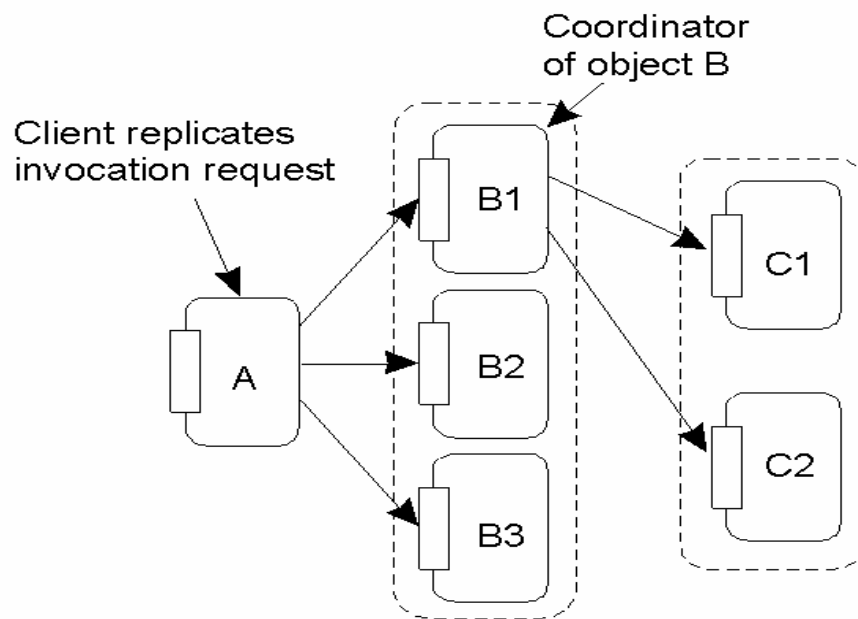 Coordinator
of object B
Client replicates
invocation request
B1
C1
A
B2
C2
B3